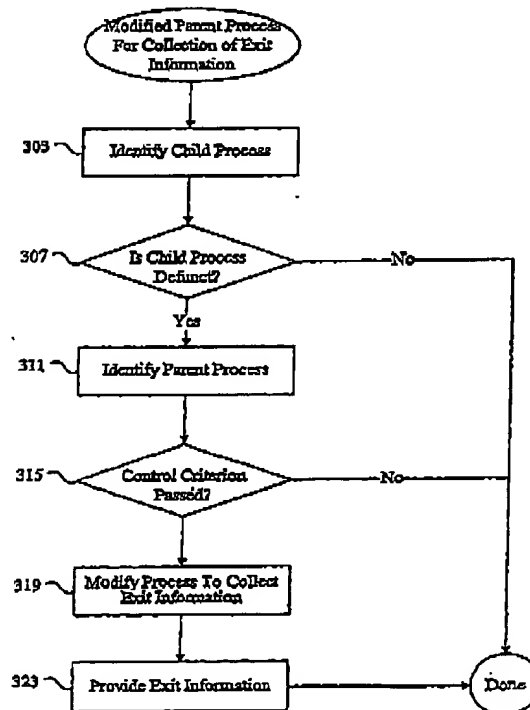 Modified Parent Process
For Collection of Exit
Information
303
Identify Child Process
307
Is Child Process
Defunct?
No
Yes
311
Identify Parent Process
315
Control Criterion
Passed?
No
319
Modify Process To Collect
Exit Information
323
Provide Exit Information
Done